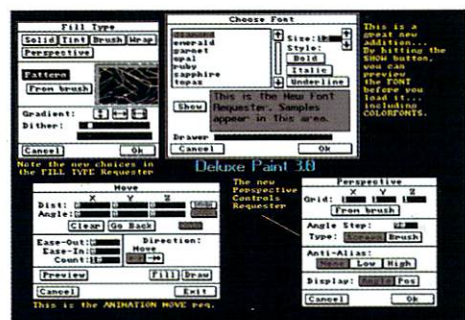 Fill Type
Solid Tint Brush Wrap
Perspective
Pattern
From brush
Gradient:
Dither:
Cancel Ok
Note the new choices in
the FILL TYPE Requester
Choose Font
emerald
garnet
opal
ruby
sapphire
topaz
Size:
Style:
Bold
Italic
Underline
Show
This is the New Font
Requester. Samples
appear in this area.
Drawer
Cancel Ok
This is a
great new
addition...
By hitting the
SHOW button,
you can
preview
the FONT
before you
load it...
including
COLORFONTS.
Deluxe Paint 3.0
Move
X Y Z
Dist:
Angle:
Clear Go Back
Ease-Out:
Ease-In:
Count:
Direction:
Move
Preview Fill Draw
Cancel Exit
This is the ANIMATION MOVE req.
The new
Perspective
Controls
Requester
Perspective
X Y Z
Grid:
From brush
Angle Step:
Type: Screen Brush
Anti-Alias:
None Low High
Display: Angle Pos
Cancel Ok